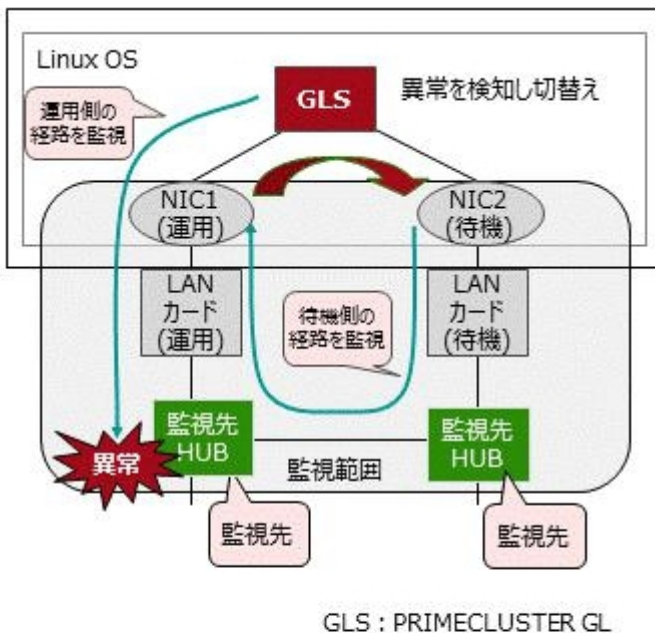 Linux OS
GLS
異常を検知し切替え
運用側の
経路を監視
NIC1
(運用)
NIC2
(待機)
LAN
カード
(運用)
待機側の
経路を監視
LAN
カード
(待機)
異常
監視先
HUB
監視範囲
監視先
HUB
監視先
監視先
GLS : PRIMECLUSTER GL